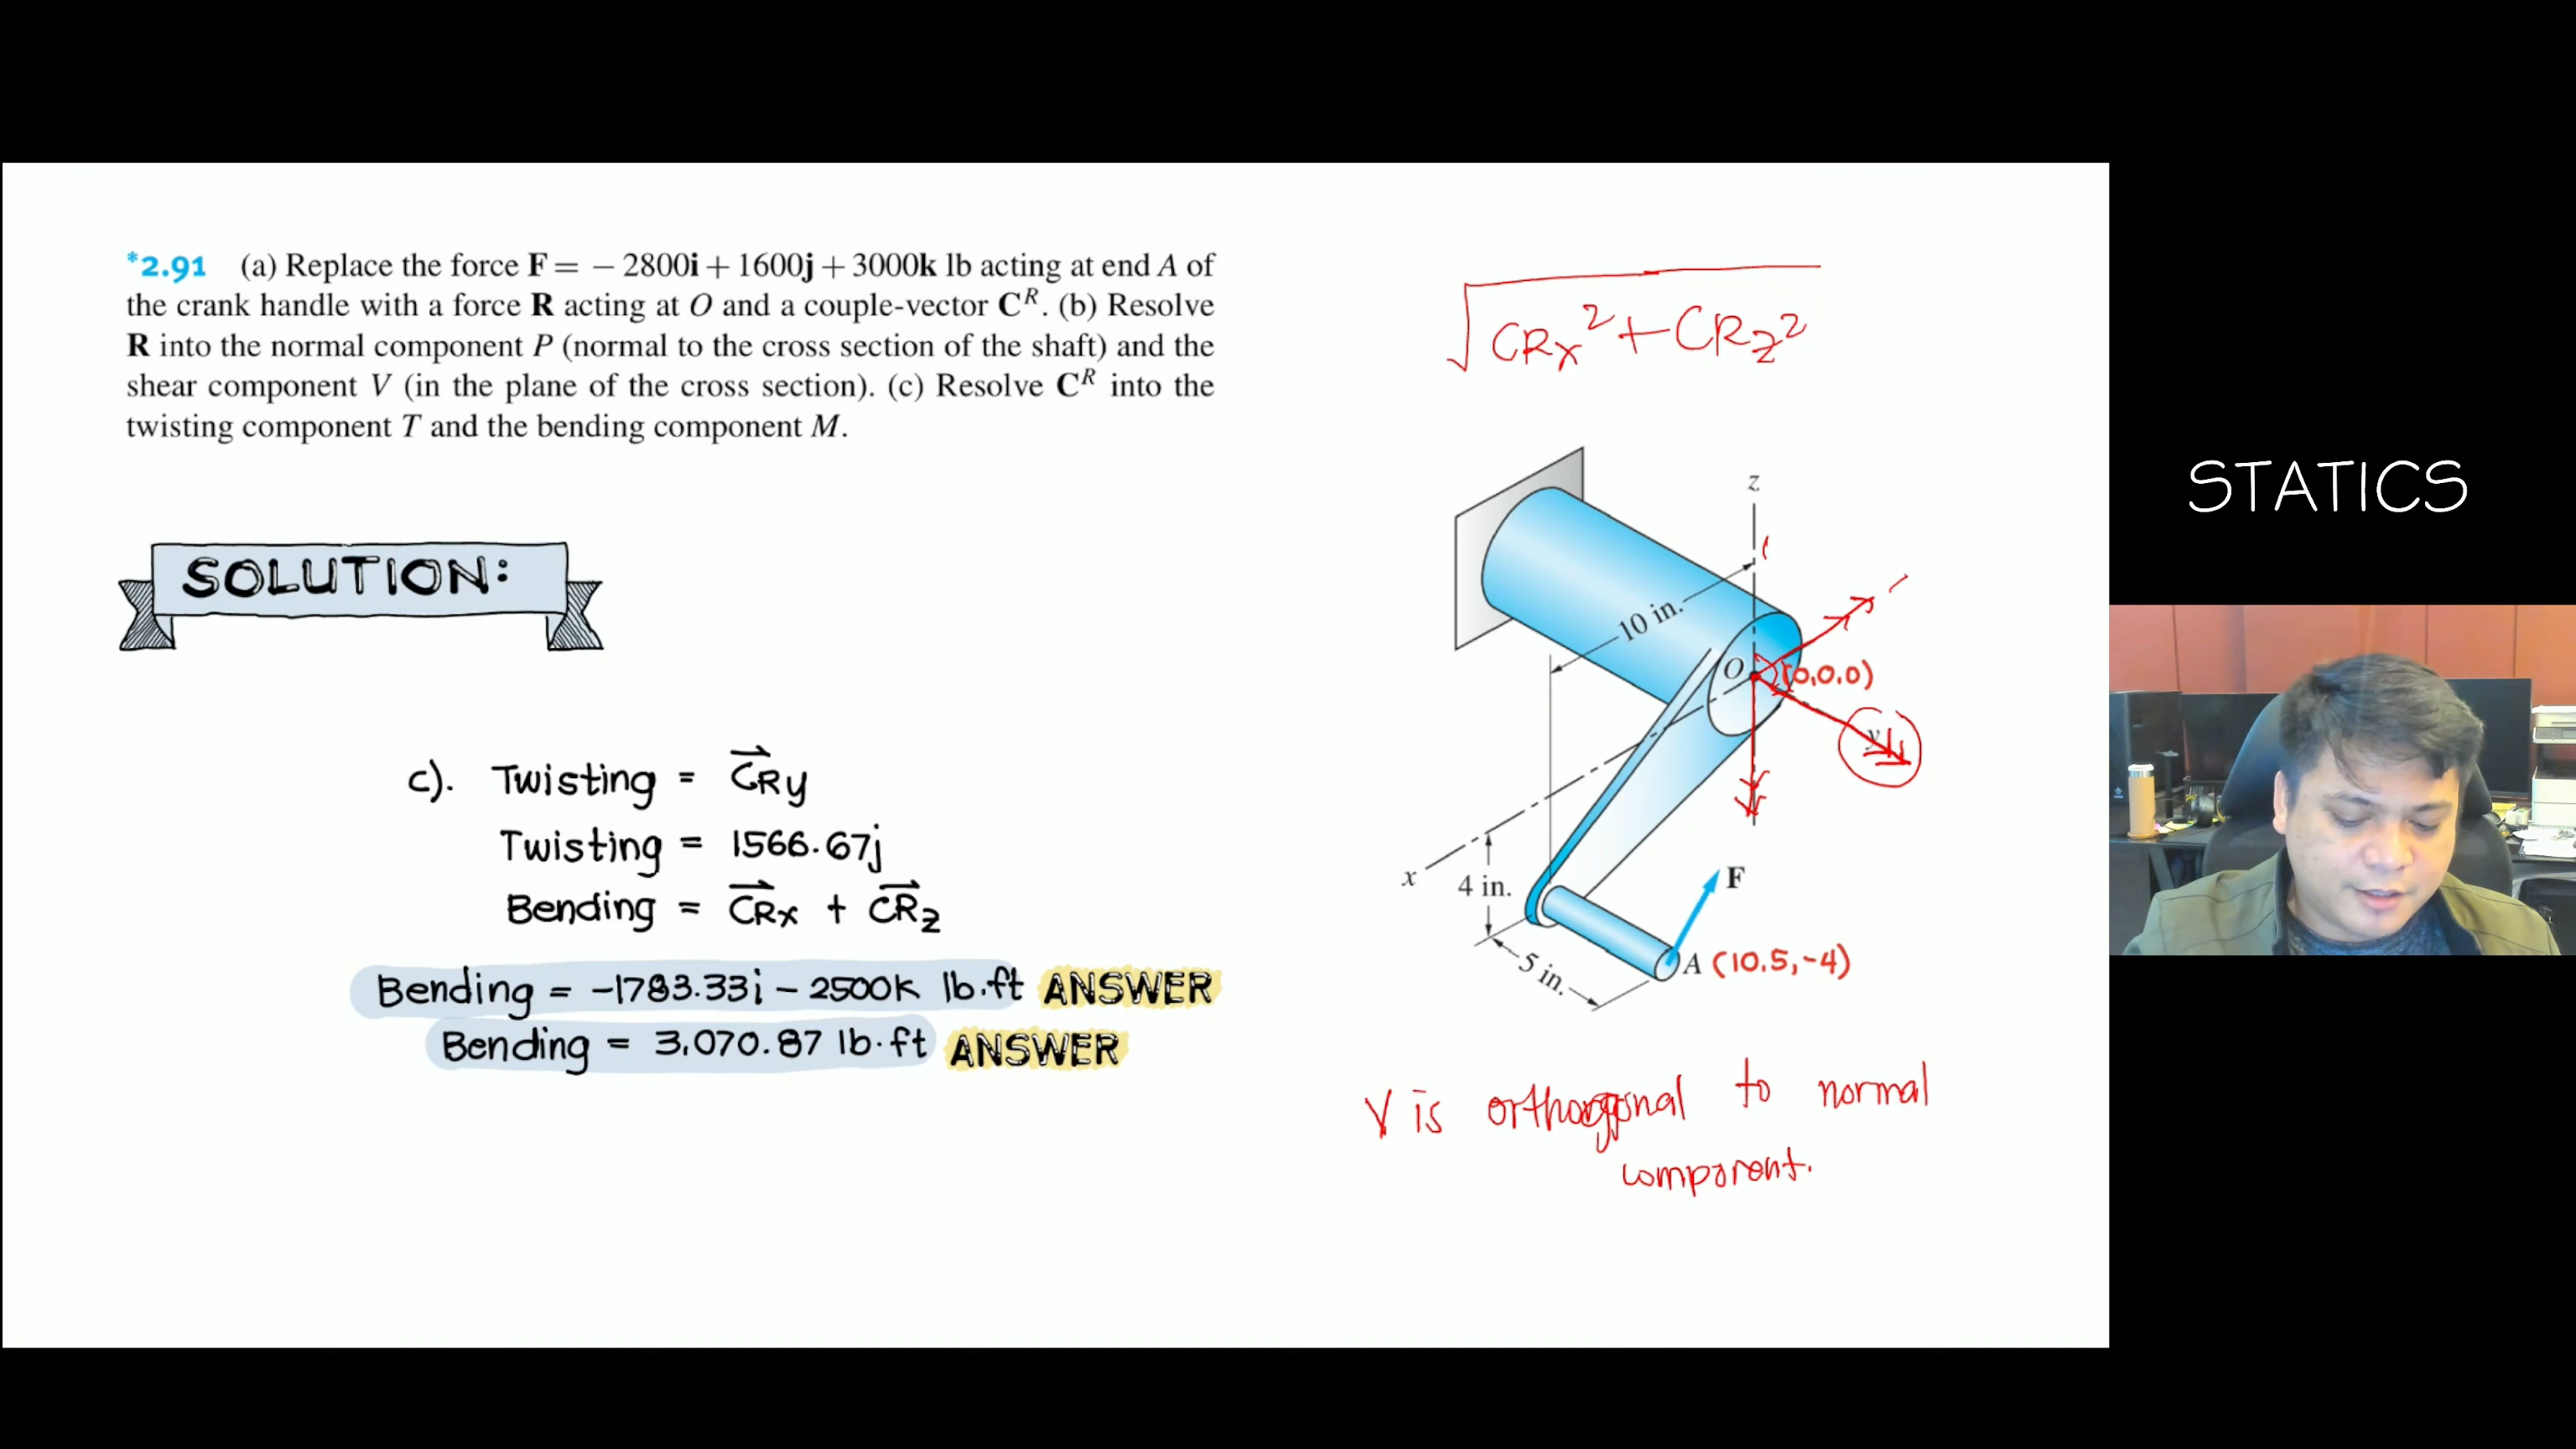 *2.91 (a) Replace the force F = − 2800i + 1600j + 3000k lb acting at end A of
the crank handle with a force R acting at O and a couple-vector Cᴿ. (b) Resolve
R into the normal component P (normal to the cross section of the shaft) and the
shear component V (in the plane of the cross section). (c) Resolve Cᴿ into the
twisting component T and the bending component M.
SOLUTION:
c). Twisting = C⃗Ry
Twisting = 1566.67j
Bending = C⃗Rx + C⃗Rz
Bending = -1783.33i - 2500k lb.ft ANSWER
Bending = 3,070.87 lb.ft ANSWER
√CRx² + CRz²
z
10 in.
O
(0,0,0)
y
x
4 in.
F
5 in.
A (10.5,-4)
V is orthogonal to normal
component.
STATICS